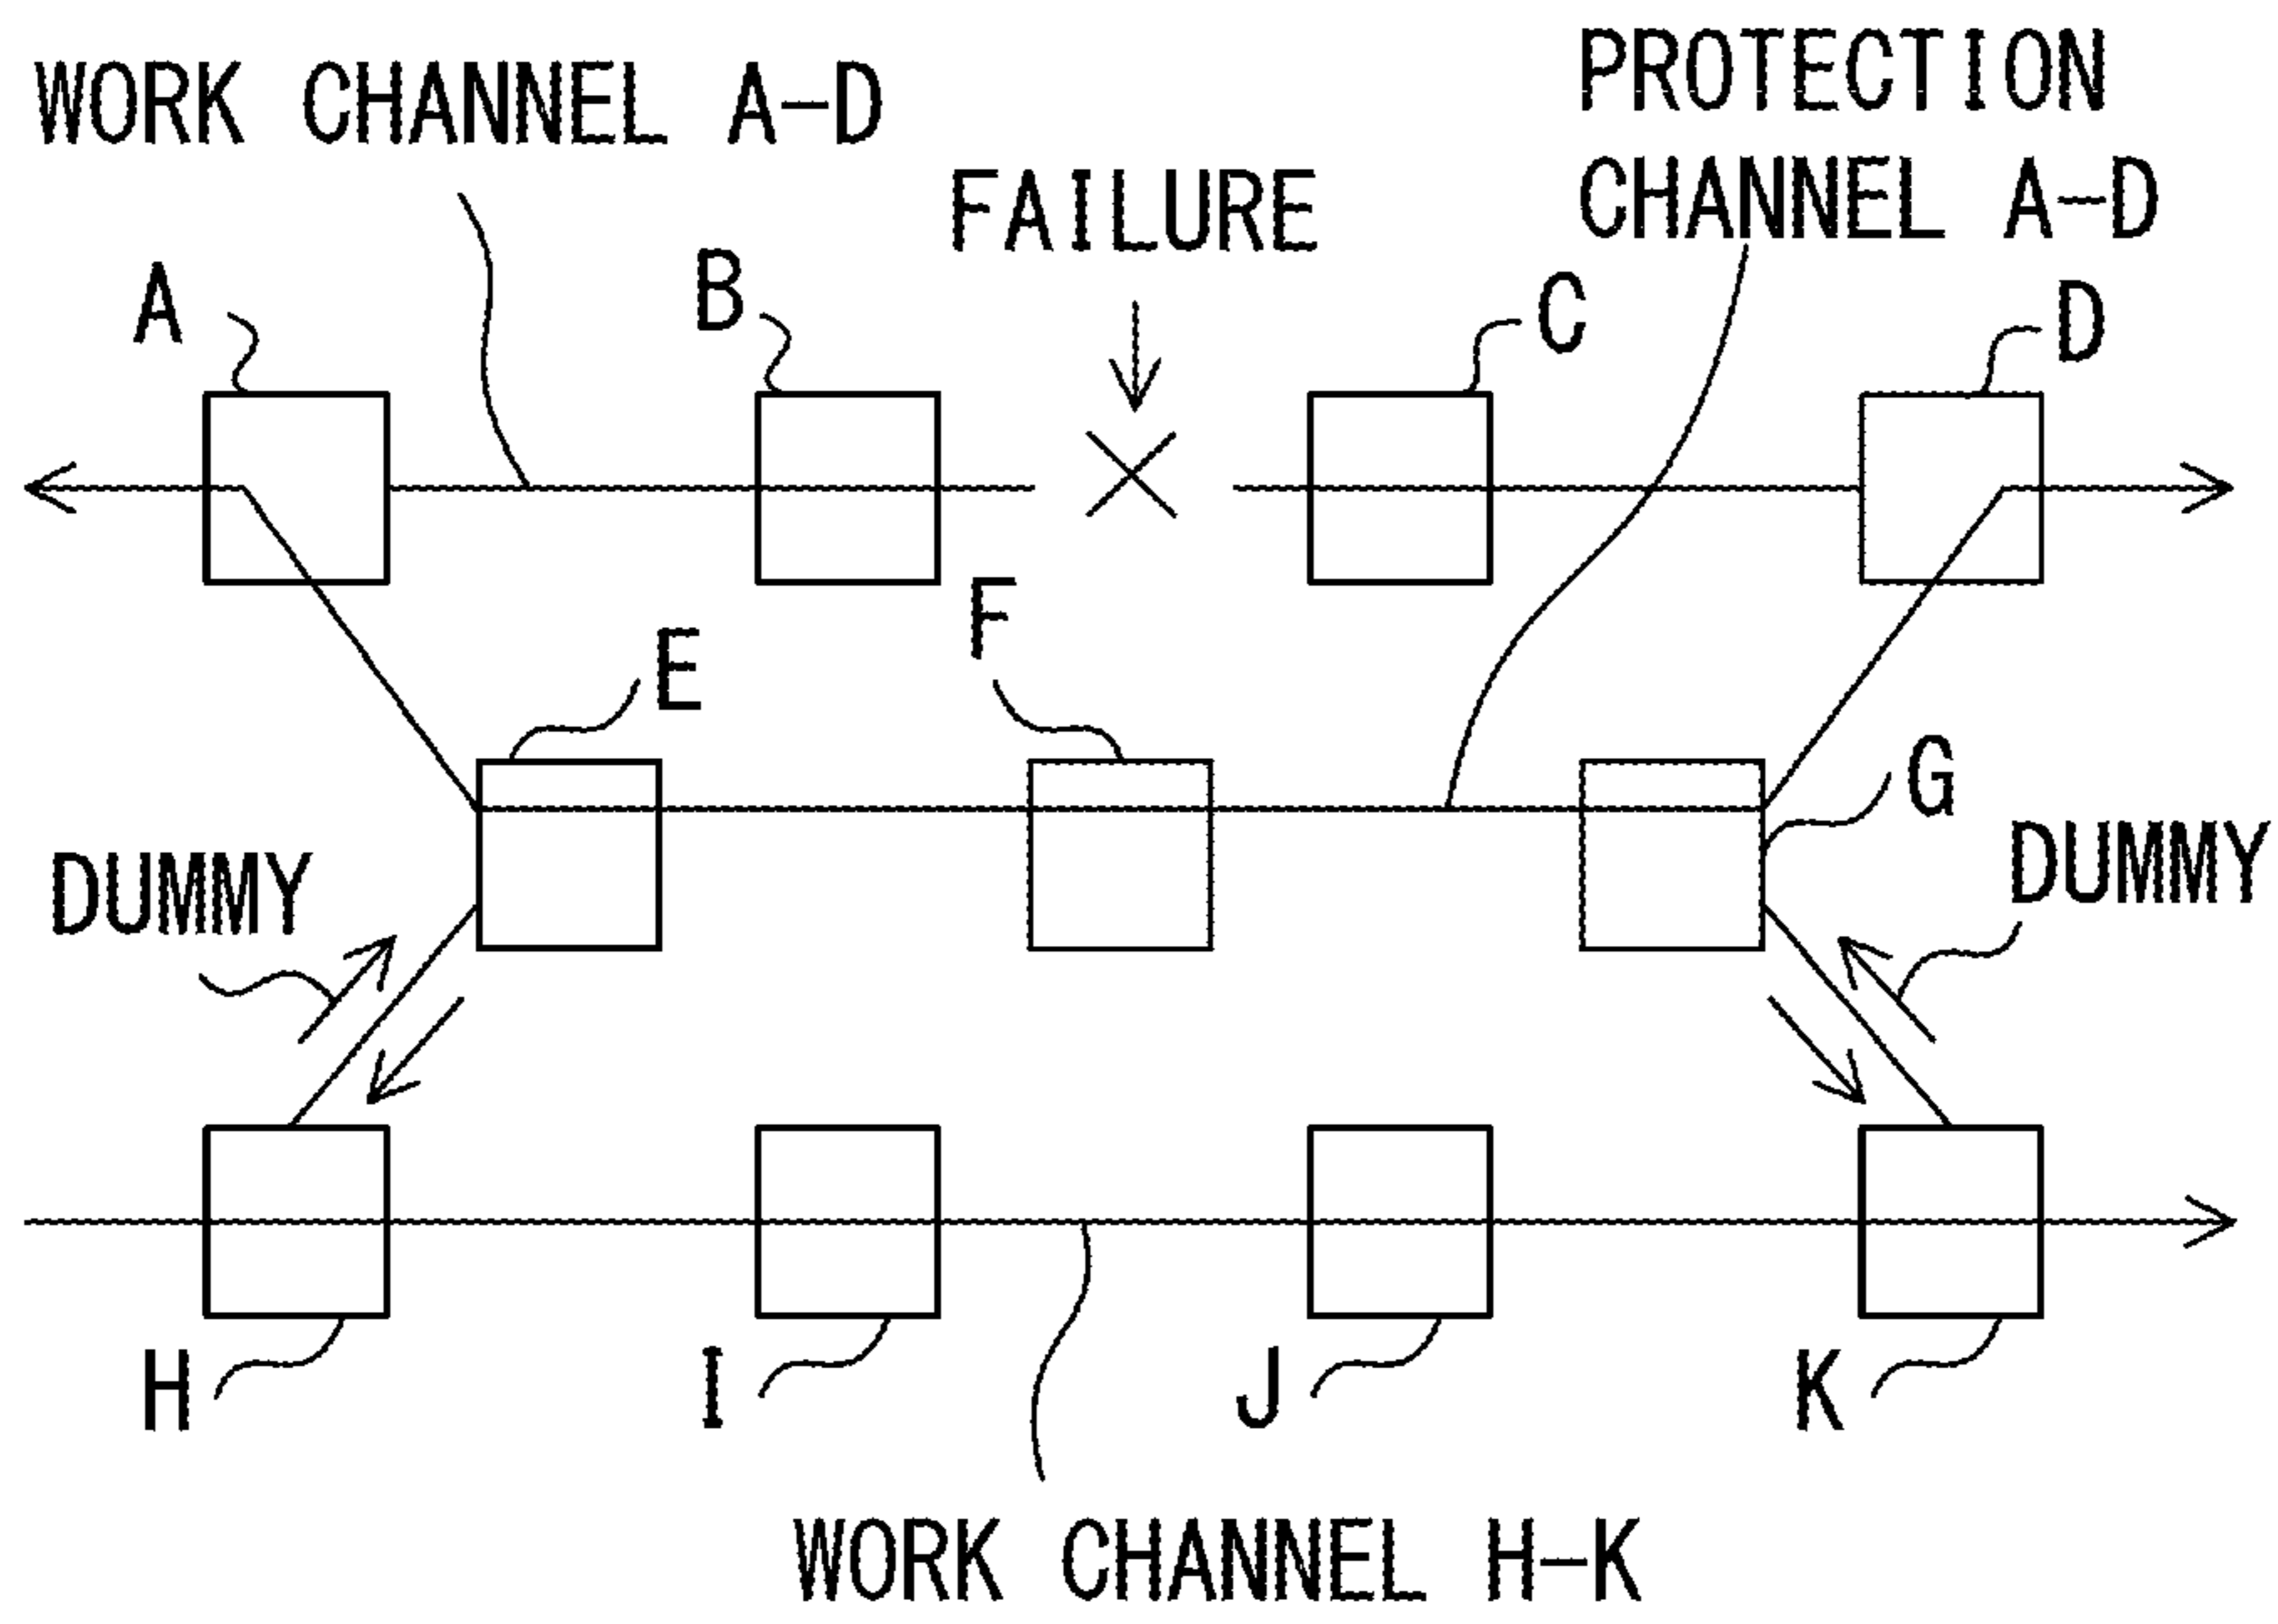 WORK CHANNEL A-D
PROTECTION
CHANNEL A-D
FAILURE
A
B
C
D
E
F
G
DUMMY
DUMMY
H
I
J
K
WORK CHANNEL H-K